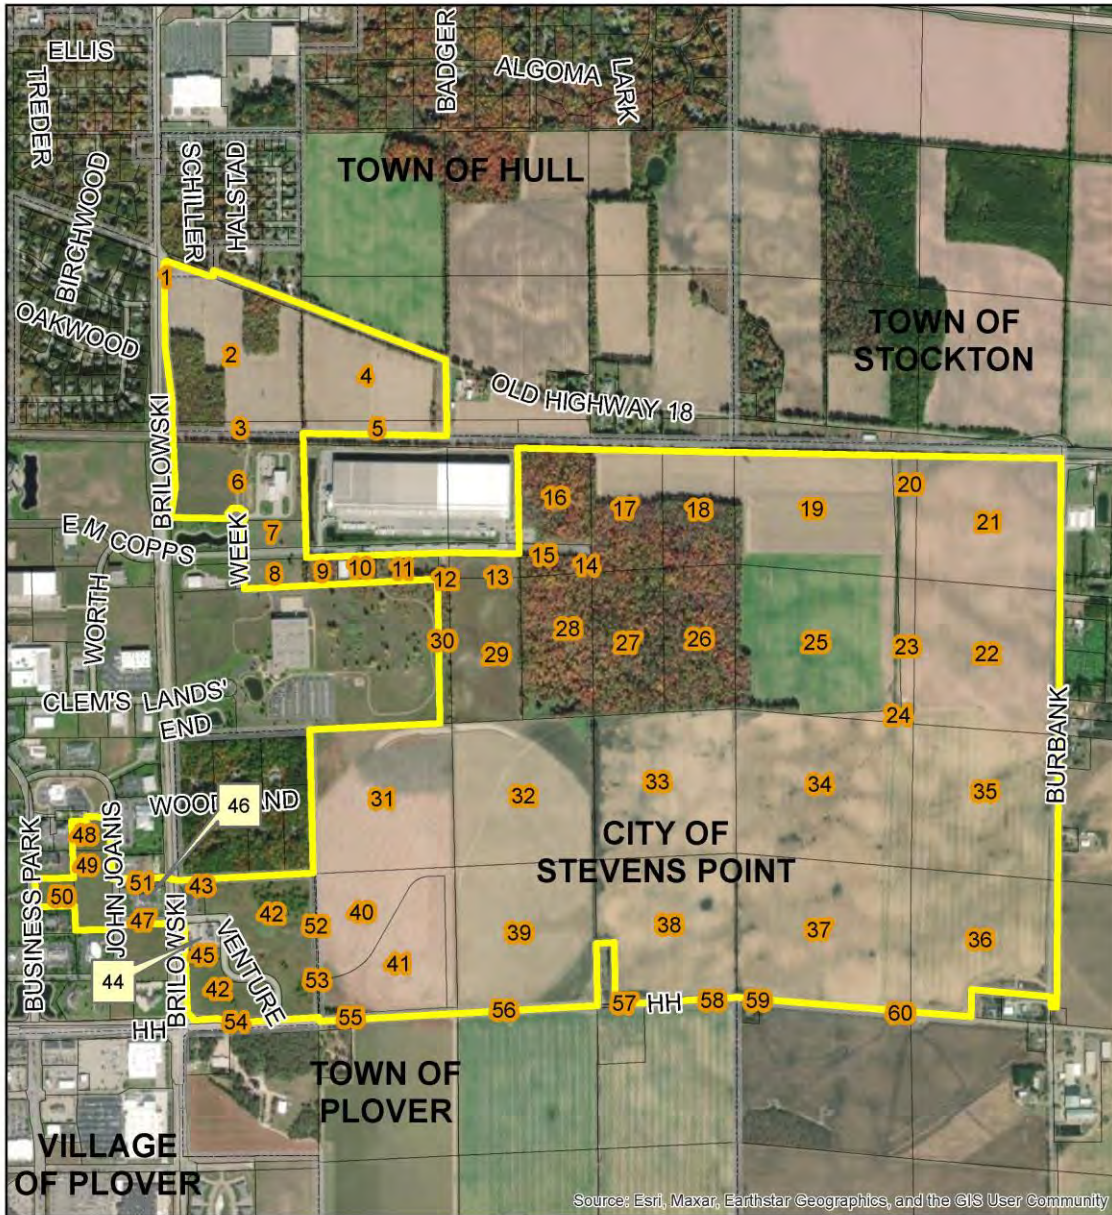 ELLIS
TREDER
BADGER
ALGOMA
LARK
BIRCHWOOD
SCHILLER
HALSTAD
TOWN OF HULL
1
OAKWOOD
2
TOWN OF
STOCKTON
4
OLD HIGHWAY 18
3
5
BRILOWSKI
6
16
17
18
19
20
21
E M COPPS
7
WEEK
8
9
10
11
12
13
15
14
WORTH
30
29
28
27
26
25
23
22
CLEM'S LANDS'
END
24
BURBANK
31
32
33
34
35
WOODLAND
46
CITY OF
STEVENS POINT
BUSINESS PARK
48
JOHN JOANIS
49
50
51
43
47
BRILOWSKI
42
52
40
39
38
37
36
VENTURE
45
44
42
53
41
HH
54
55
56
57
HH
58
59
60
TOWN OF
PLOVER
VILLAGE
OF PLOVER
Source: Esri, Maxar, Earthstar Geographics, and the GIS User Community